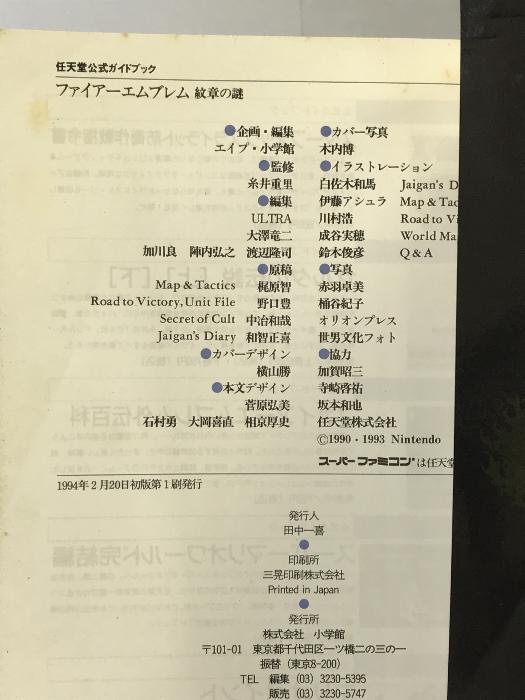 任天堂公式ガイドブック
ファイアーエムブレム 紋章の謎
●企画・編集
エイプ・小学館
●監修
糸井重里
●編集
ULTRA
大澤竜二
加川良 陣内弘之 渡辺隆司
●原稿
Map & Tactics 梶原智
Road to Victory, Unit File 野口豊
Secret of Cult 中冶和哉
Jaigan's Diary 和智正喜
●カバーデザイン
横山勝
●本文デザイン
菅原弘美
石村勇 大岡喜直 相京厚史
●カバー写真
木内博
●イラストレーション
白佐木和馬 Jaigan's D
伊藤アシュラ Map & Tac
川村浩 Road to Vi
成谷実穂 World Ma
鈴木俊彦 Q & A
●写真
赤羽卓美
桶谷紀子
オリオンプレス
世男文化フォト
●協力
加賀昭三
寺崎啓祐
坂本和也
任天堂株式会社
©1990・1993 Nintendo
スーパーファミコン®は任天堂
1994年2月20日初版第1刷発行
発行人
田中一喜
●
印刷所
三晃印刷株式会社
Printed in Japan
●
発行所
株式会社 小学館
〒101-01 東京都千代田区一ツ橋二の三の一
振替(東京8-200)
TEL 編集 (03) 3230-5395
販売 (03) 3230-5747